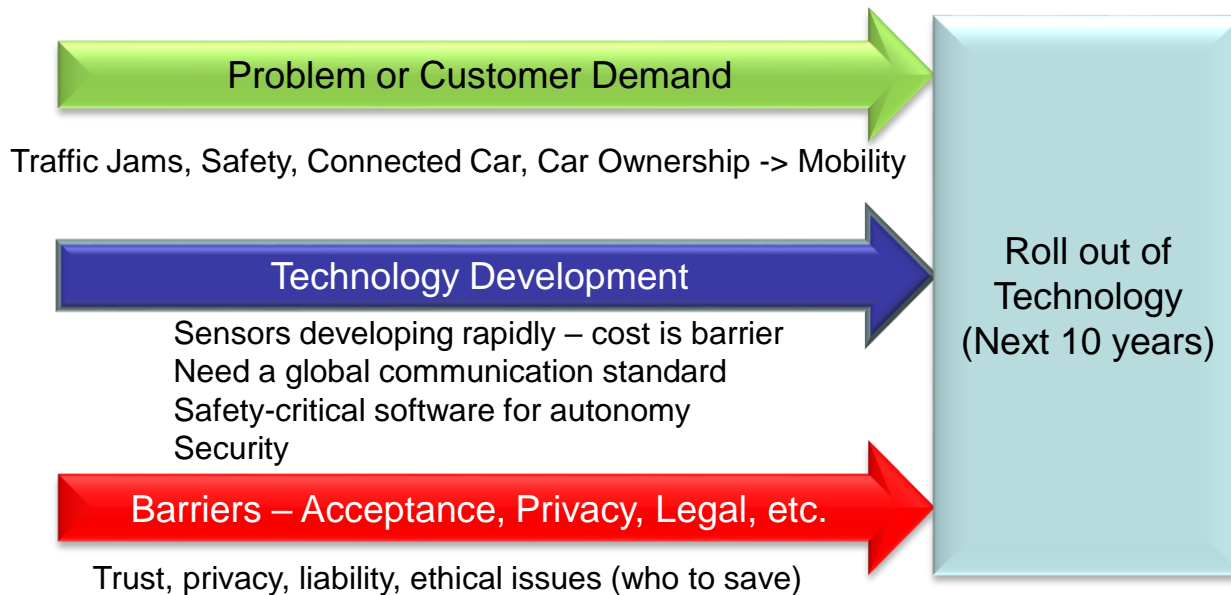 Problem or Customer Demand
Traffic Jams, Safety, Connected Car, Car Ownership -> Mobility
Technology Development
Sensors developing rapidly – cost is barrier
Need a global communication standard
Safety-critical software for autonomy
Security
Barriers – Acceptance, Privacy, Legal, etc.
Trust, privacy, liability, ethical issues (who to save)
Roll out of
Technology
(Next 10 years)